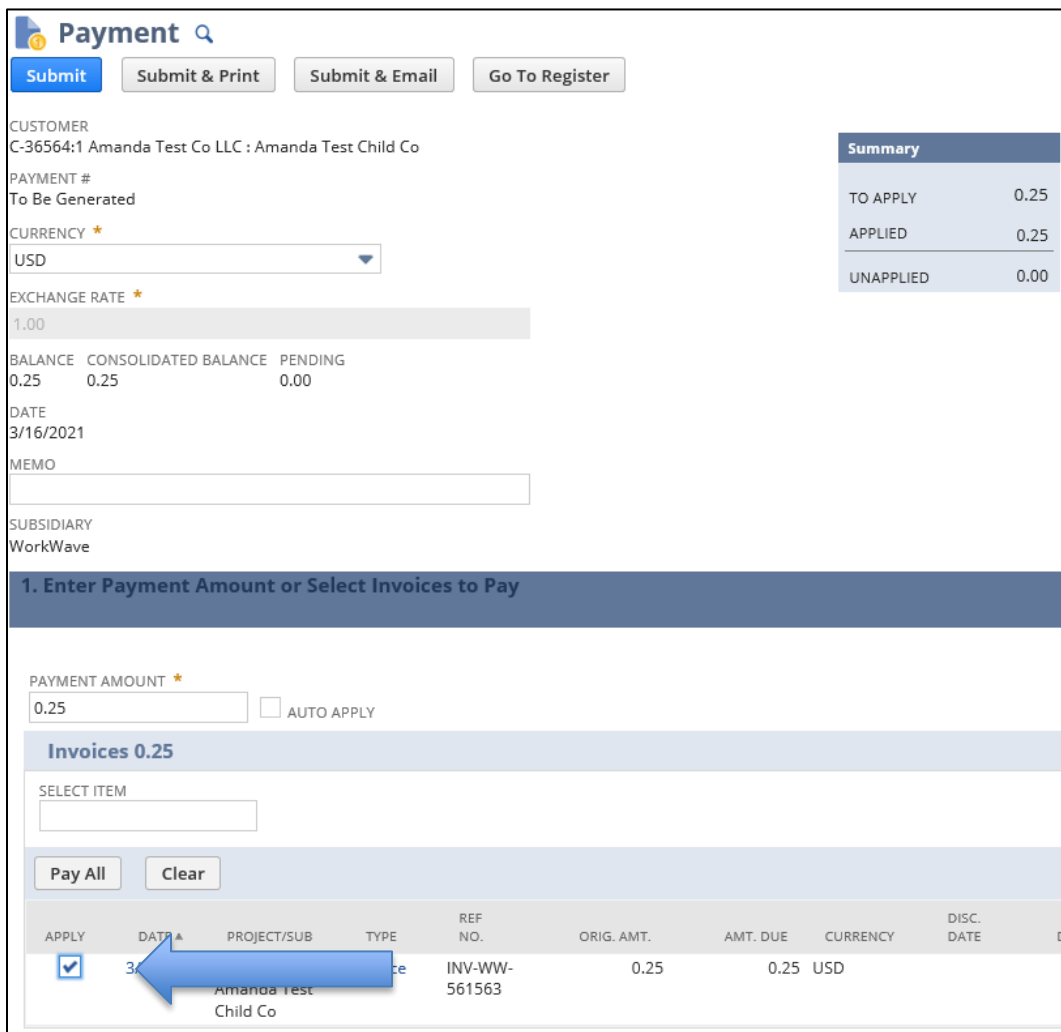 Payment
Submit Submit & Print Submit & Email Go To Register
CUSTOMER
C-36564:1 Amanda Test Co LLC : Amanda Test Child Co
PAYMENT #
To Be Generated
CURRENCY *
USD
EXCHANGE RATE *
1.00
BALANCE CONSOLIDATED BALANCE PENDING
0.25 0.25 0.00
DATE
3/16/2021
MEMO
SUBSIDIARY
WorkWave
Summary
TO APPLY 0.25
APPLIED 0.25
UNAPPLIED 0.00
1. Enter Payment Amount or Select Invoices to Pay
PAYMENT AMOUNT *
0.25 AUTO APPLY
Invoices 0.25
SELECT ITEM
Pay All Clear
REF DISC.
APPLY DATE PROJECT/SUB TYPE NO. ORIG. AMT. AMT. DUE CURRENCY DATE
INV-WW- 0.25 0.25 USD
Amanda Test 561563
Child Co